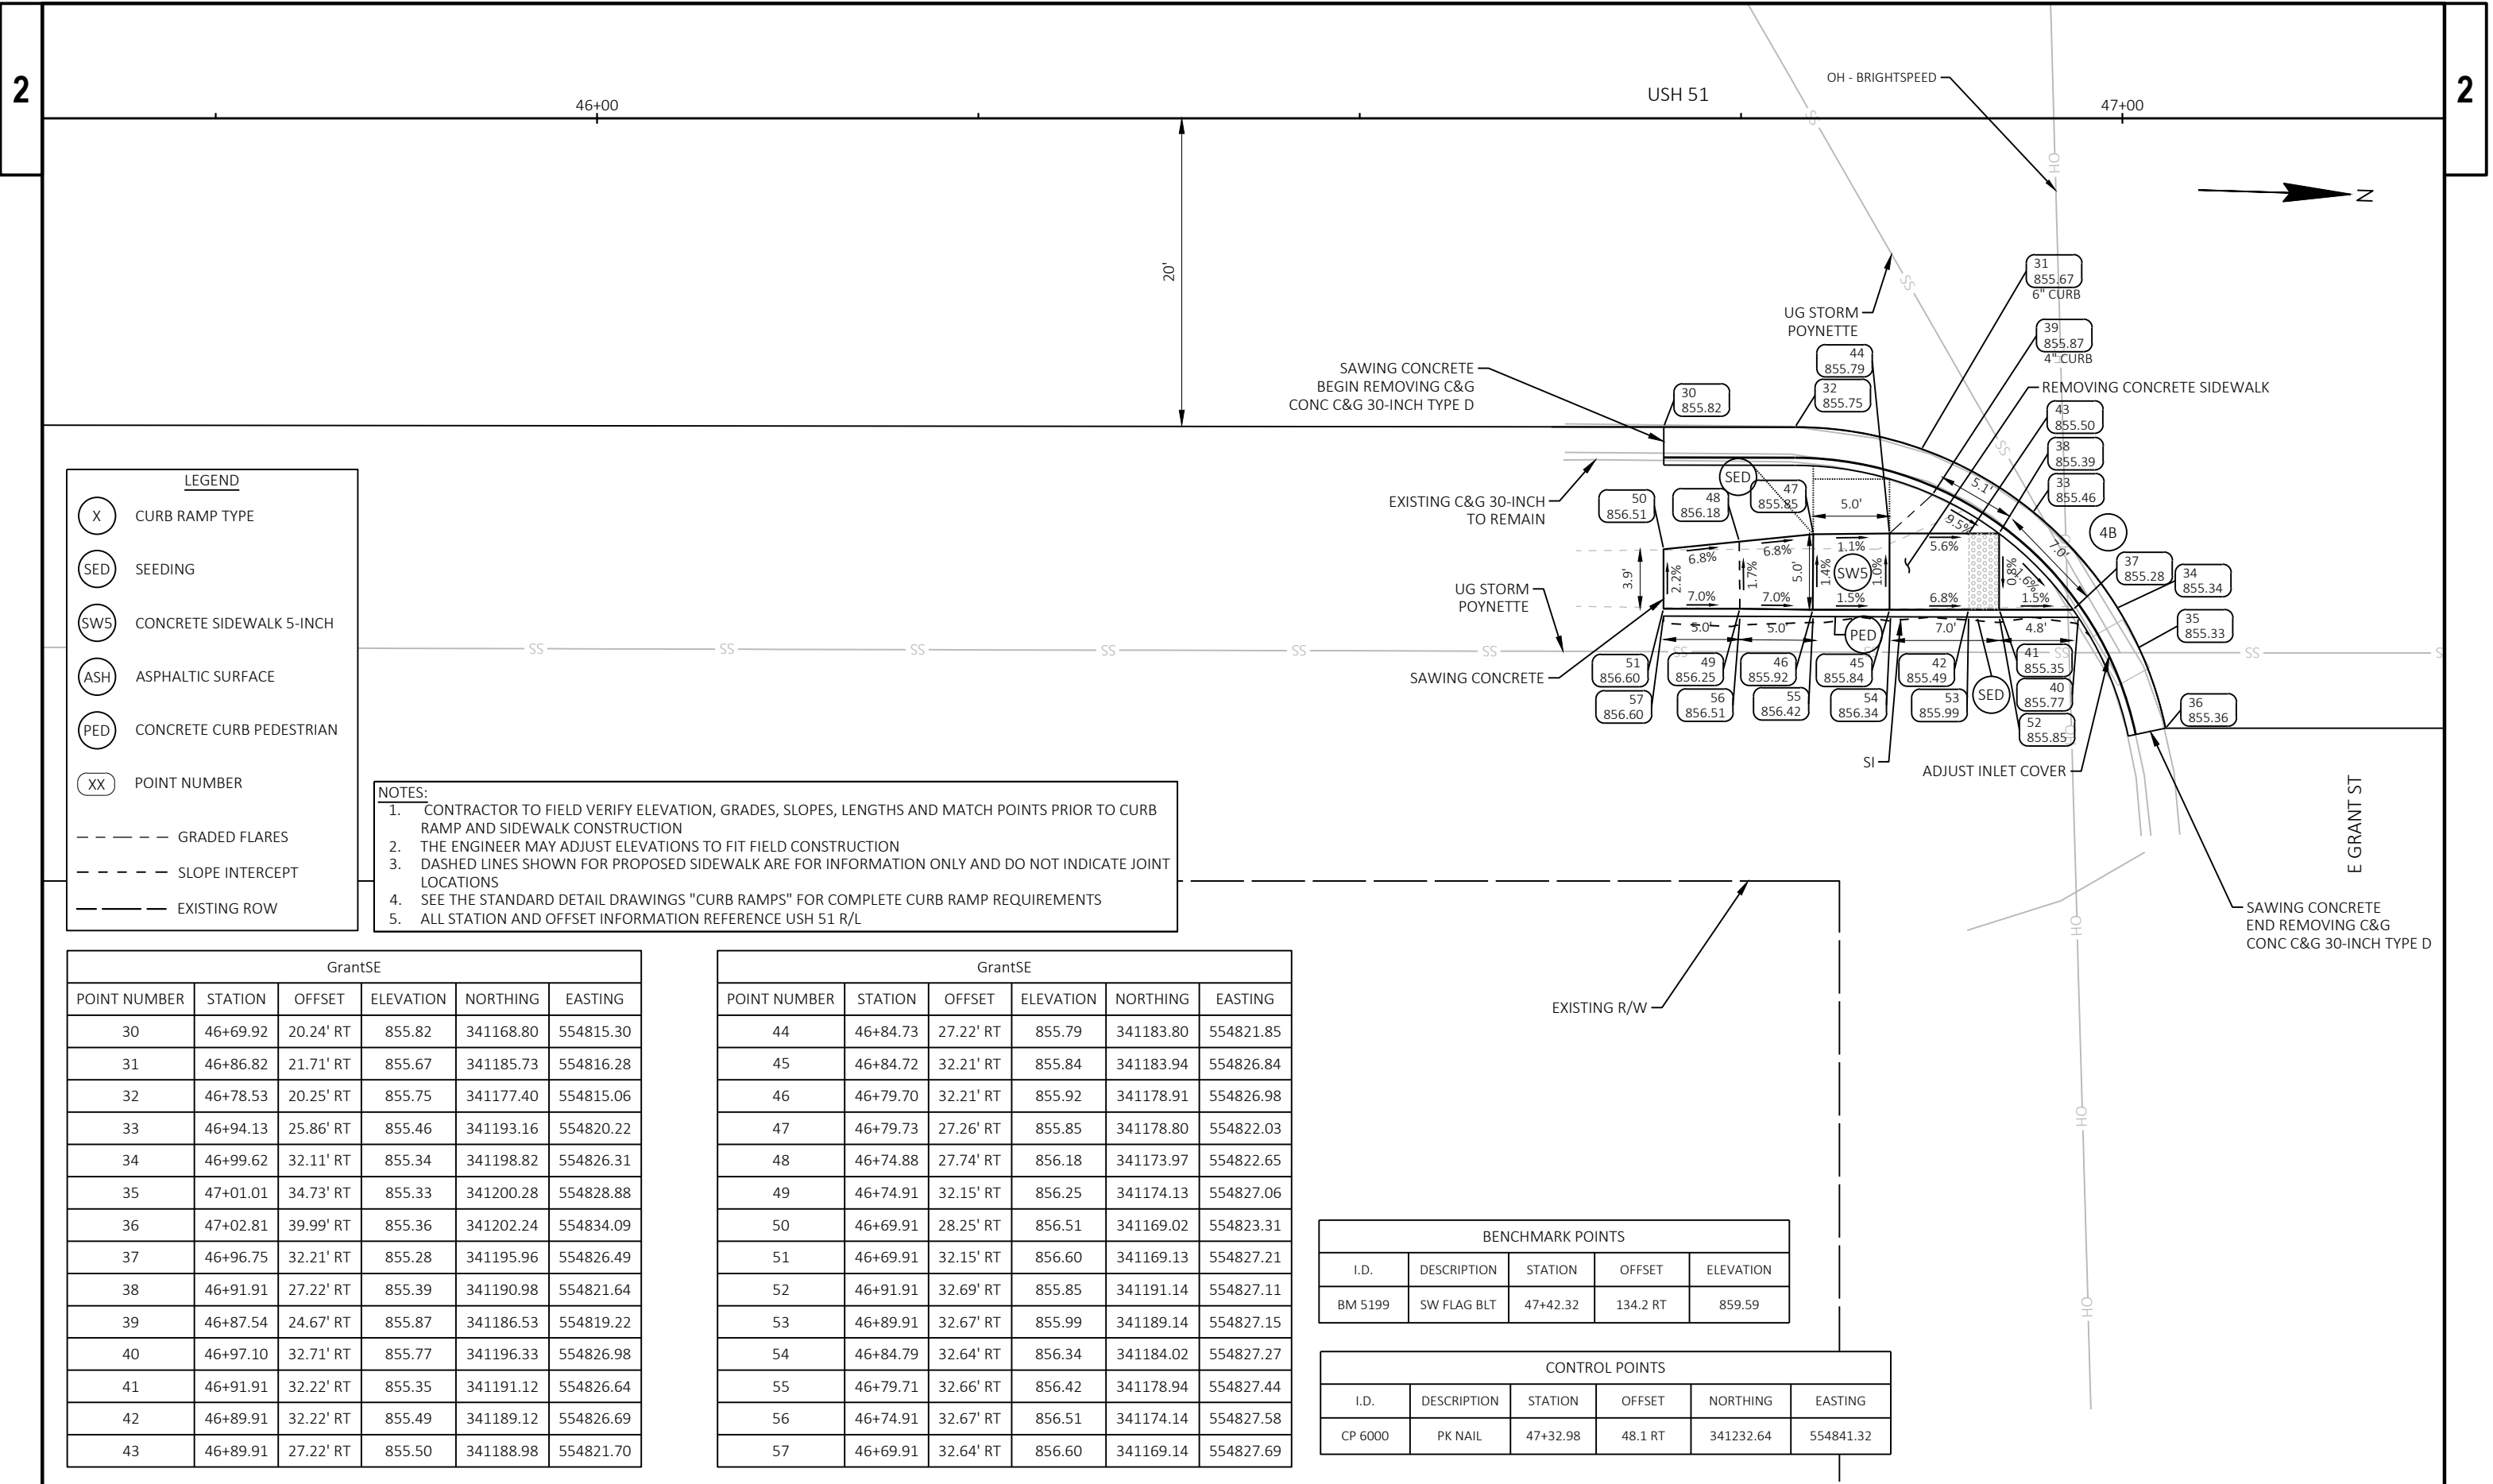 2
2
46+00
USH 51
47+00
OH - BRIGHTSPEED
N
20'
UG STORM
POYNETTE
31
855.67
6" CURB
39
855.87
4" CURB
44
855.79
32
855.75
30
855.82
SAWING CONCRETE
BEGIN REMOVING C&G
CONC C&G 30-INCH TYPE D
REMOVING CONCRETE SIDEWALK
43
855.50
38
855.39
33
855.46
EXISTING C&G 30-INCH
TO REMAIN
50
856.51
48
856.18
SED
47
855.85
5.0'
5.1'
9.5%
7.0'
4B
37
855.28
34
855.34
35
855.33
36
855.36
6.8%
6.8%
1.1%
5.6%
3.9'
2.2%
1.7%
5.0'
1.4%
SW5
1.0%
0.8%
1.6%
7.0%
7.0%
1.5%
6.8%
1.5%
UG STORM
POYNETTE
5.0'
5.0'
PED
7.0'
4.8'
SAWING CONCRETE
51
856.60
49
856.25
46
855.92
45
855.84
42
855.49
41
855.35
57
856.60
56
856.51
55
856.42
54
856.34
53
855.99
SED
40
855.77
52
855.85
SI
ADJUST INLET COVER
E GRANT ST
SAWING CONCRETE
END REMOVING C&G
CONC C&G 30-INCH TYPE D
EXISTING R/W
SS
SS
SS
SS
SS
SS
SS
SS
SS
SS
SS
SS
OH
OH
OH
OH
OH
LEGEND
X CURB RAMP TYPE
SED SEEDING
SW5 CONCRETE SIDEWALK 5-INCH
ASH ASPHALTIC SURFACE
PED CONCRETE CURB PEDESTRIAN
XX POINT NUMBER
GRADED FLARES
SLOPE INTERCEPT
EXISTING ROW
NOTES:
1. CONTRACTOR TO FIELD VERIFY ELEVATION, GRADES, SLOPES, LENGTHS AND MATCH POINTS PRIOR TO CURB
RAMP AND SIDEWALK CONSTRUCTION
2. THE ENGINEER MAY ADJUST ELEVATIONS TO FIT FIELD CONSTRUCTION
3. DASHED LINES SHOWN FOR PROPOSED SIDEWALK ARE FOR INFORMATION ONLY AND DO NOT INDICATE JOINT
LOCATIONS
4. SEE THE STANDARD DETAIL DRAWINGS "CURB RAMPS" FOR COMPLETE CURB RAMP REQUIREMENTS
5. ALL STATION AND OFFSET INFORMATION REFERENCE USH 51 R/L
GrantSE
POINT NUMBER STATION OFFSET ELEVATION NORTHING EASTING
30 46+69.92 20.24' RT 855.82 341168.80 554815.30
31 46+86.82 21.71' RT 855.67 341185.73 554816.28
32 46+78.53 20.25' RT 855.75 341177.40 554815.06
33 46+94.13 25.86' RT 855.46 341193.16 554820.22
34 46+99.62 32.11' RT 855.34 341198.82 554826.31
35 47+01.01 34.73' RT 855.33 341200.28 554828.88
36 47+02.81 39.99' RT 855.36 341202.24 554834.09
37 46+96.75 32.21' RT 855.28 341195.96 554826.49
38 46+91.91 27.22' RT 855.39 341190.98 554821.64
39 46+87.54 24.67' RT 855.87 341186.53 554819.22
40 46+97.10 32.71' RT 855.77 341196.33 554826.98
41 46+91.91 32.22' RT 855.35 341191.12 554826.64
42 46+89.91 32.22' RT 855.49 341189.12 554826.69
43 46+89.91 27.22' RT 855.50 341188.98 554821.70
GrantSE
POINT NUMBER STATION OFFSET ELEVATION NORTHING EASTING
44 46+84.73 27.22' RT 855.79 341183.80 554821.85
45 46+84.72 32.21' RT 855.84 341183.94 554826.84
46 46+79.70 32.21' RT 855.92 341178.91 554826.98
47 46+79.73 27.26' RT 855.85 341178.80 554822.03
48 46+74.88 27.74' RT 856.18 341173.97 554822.65
49 46+74.91 32.15' RT 856.25 341174.13 554827.06
50 46+69.91 28.25' RT 856.51 341169.02 554823.31
51 46+69.91 32.15' RT 856.60 341169.13 554827.21
52 46+91.91 32.69' RT 855.85 341191.14 554827.11
53 46+89.91 32.67' RT 855.99 341189.14 554827.15
54 46+84.79 32.64' RT 856.34 341184.02 554827.27
55 46+79.71 32.66' RT 856.42 341178.94 554827.44
56 46+74.91 32.67' RT 856.51 341174.14 554827.58
57 46+69.91 32.64' RT 856.60 341169.14 554827.69
BENCHMARK POINTS
I.D. DESCRIPTION STATION OFFSET ELEVATION
BM 5199 SW FLAG BLT 47+42.32 134.2 RT 859.59
CONTROL POINTS
I.D. DESCRIPTION STATION OFFSET NORTHING EASTING
CP 6000 PK NAIL 47+32.98 48.1 RT 341232.64 554841.32